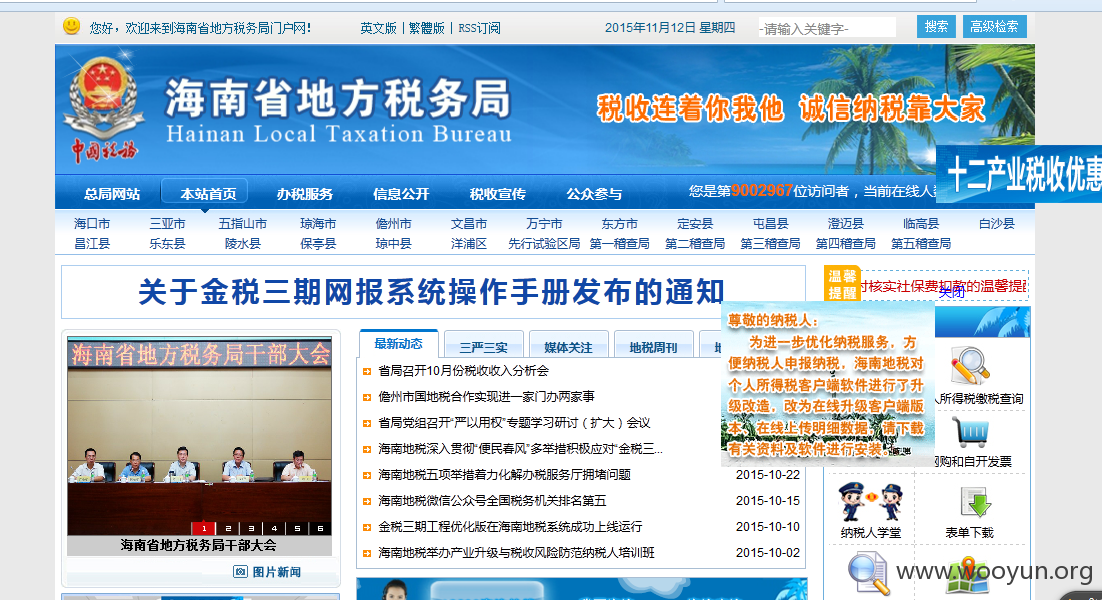 您好，欢迎来到海南省地方税务局门户网!
英文版 | 繁體版 | RSS订阅
2015年11月12日 星期四
-请输入关键字-
搜索
高级检索
海南省地方税务局
Hainan Local Taxation Bureau
中国税务
税收连着你我他 诚信纳税靠大家
十二产业税收优惠
总局网站 本站首页 办税服务 信息公开 税收宣传 公众参与
您是第9002967位访问者，当前在线人
海口市 三亚市 五指山市 琼海市 儋州市 文昌市 万宁市 东方市 定安县 屯昌县 澄迈县 临高县 白沙县
昌江县 乐东县 陵水县 保亭县 琼中县 洋浦区 先行试验区局 第一稽查局 第二稽查局 第三稽查局 第四稽查局 第五稽查局
关于金税三期网报系统操作手册发布的通知
温馨
提醒
核实社保费扣款的温馨提
关闭
海南省地方税务局干部大会
1 2 3 4 5 6
海南省地方税务局干部大会
图片新闻
最新动态 三严三实 媒体关注 地税周刊
省局召开10月份税收收入分析会
儋州市国地税合作实现进一家门办两家事
省局党组召开“严以用权”专题学习研讨（扩大）会议
海南地税深入贯彻“便民春风”多举措积极应对“金税三...
海南地税五项举措着力化解办税服务厅拥堵问题 2015-10-22
海南地税微信公众号全国税务机关排名第五 2015-10-15
金税三期工程优化版在海南地税系统成功上线运行 2015-10-10
海南地税举办产业升级与税收风险防范纳税人培训班 2015-10-02
尊敬的纳税人：
为进一步优化纳税服务，方
便纳税人申报纳税，海南地税对
个人所得税客户端软件进行了升
级改造，改为在线升级客户端版
本，在线上传明细数据，请下载
有关资料及软件进行安装。
人所得税缴税查询
网购和自开发票
纳税人学堂
表单下载
www.wooyun.org